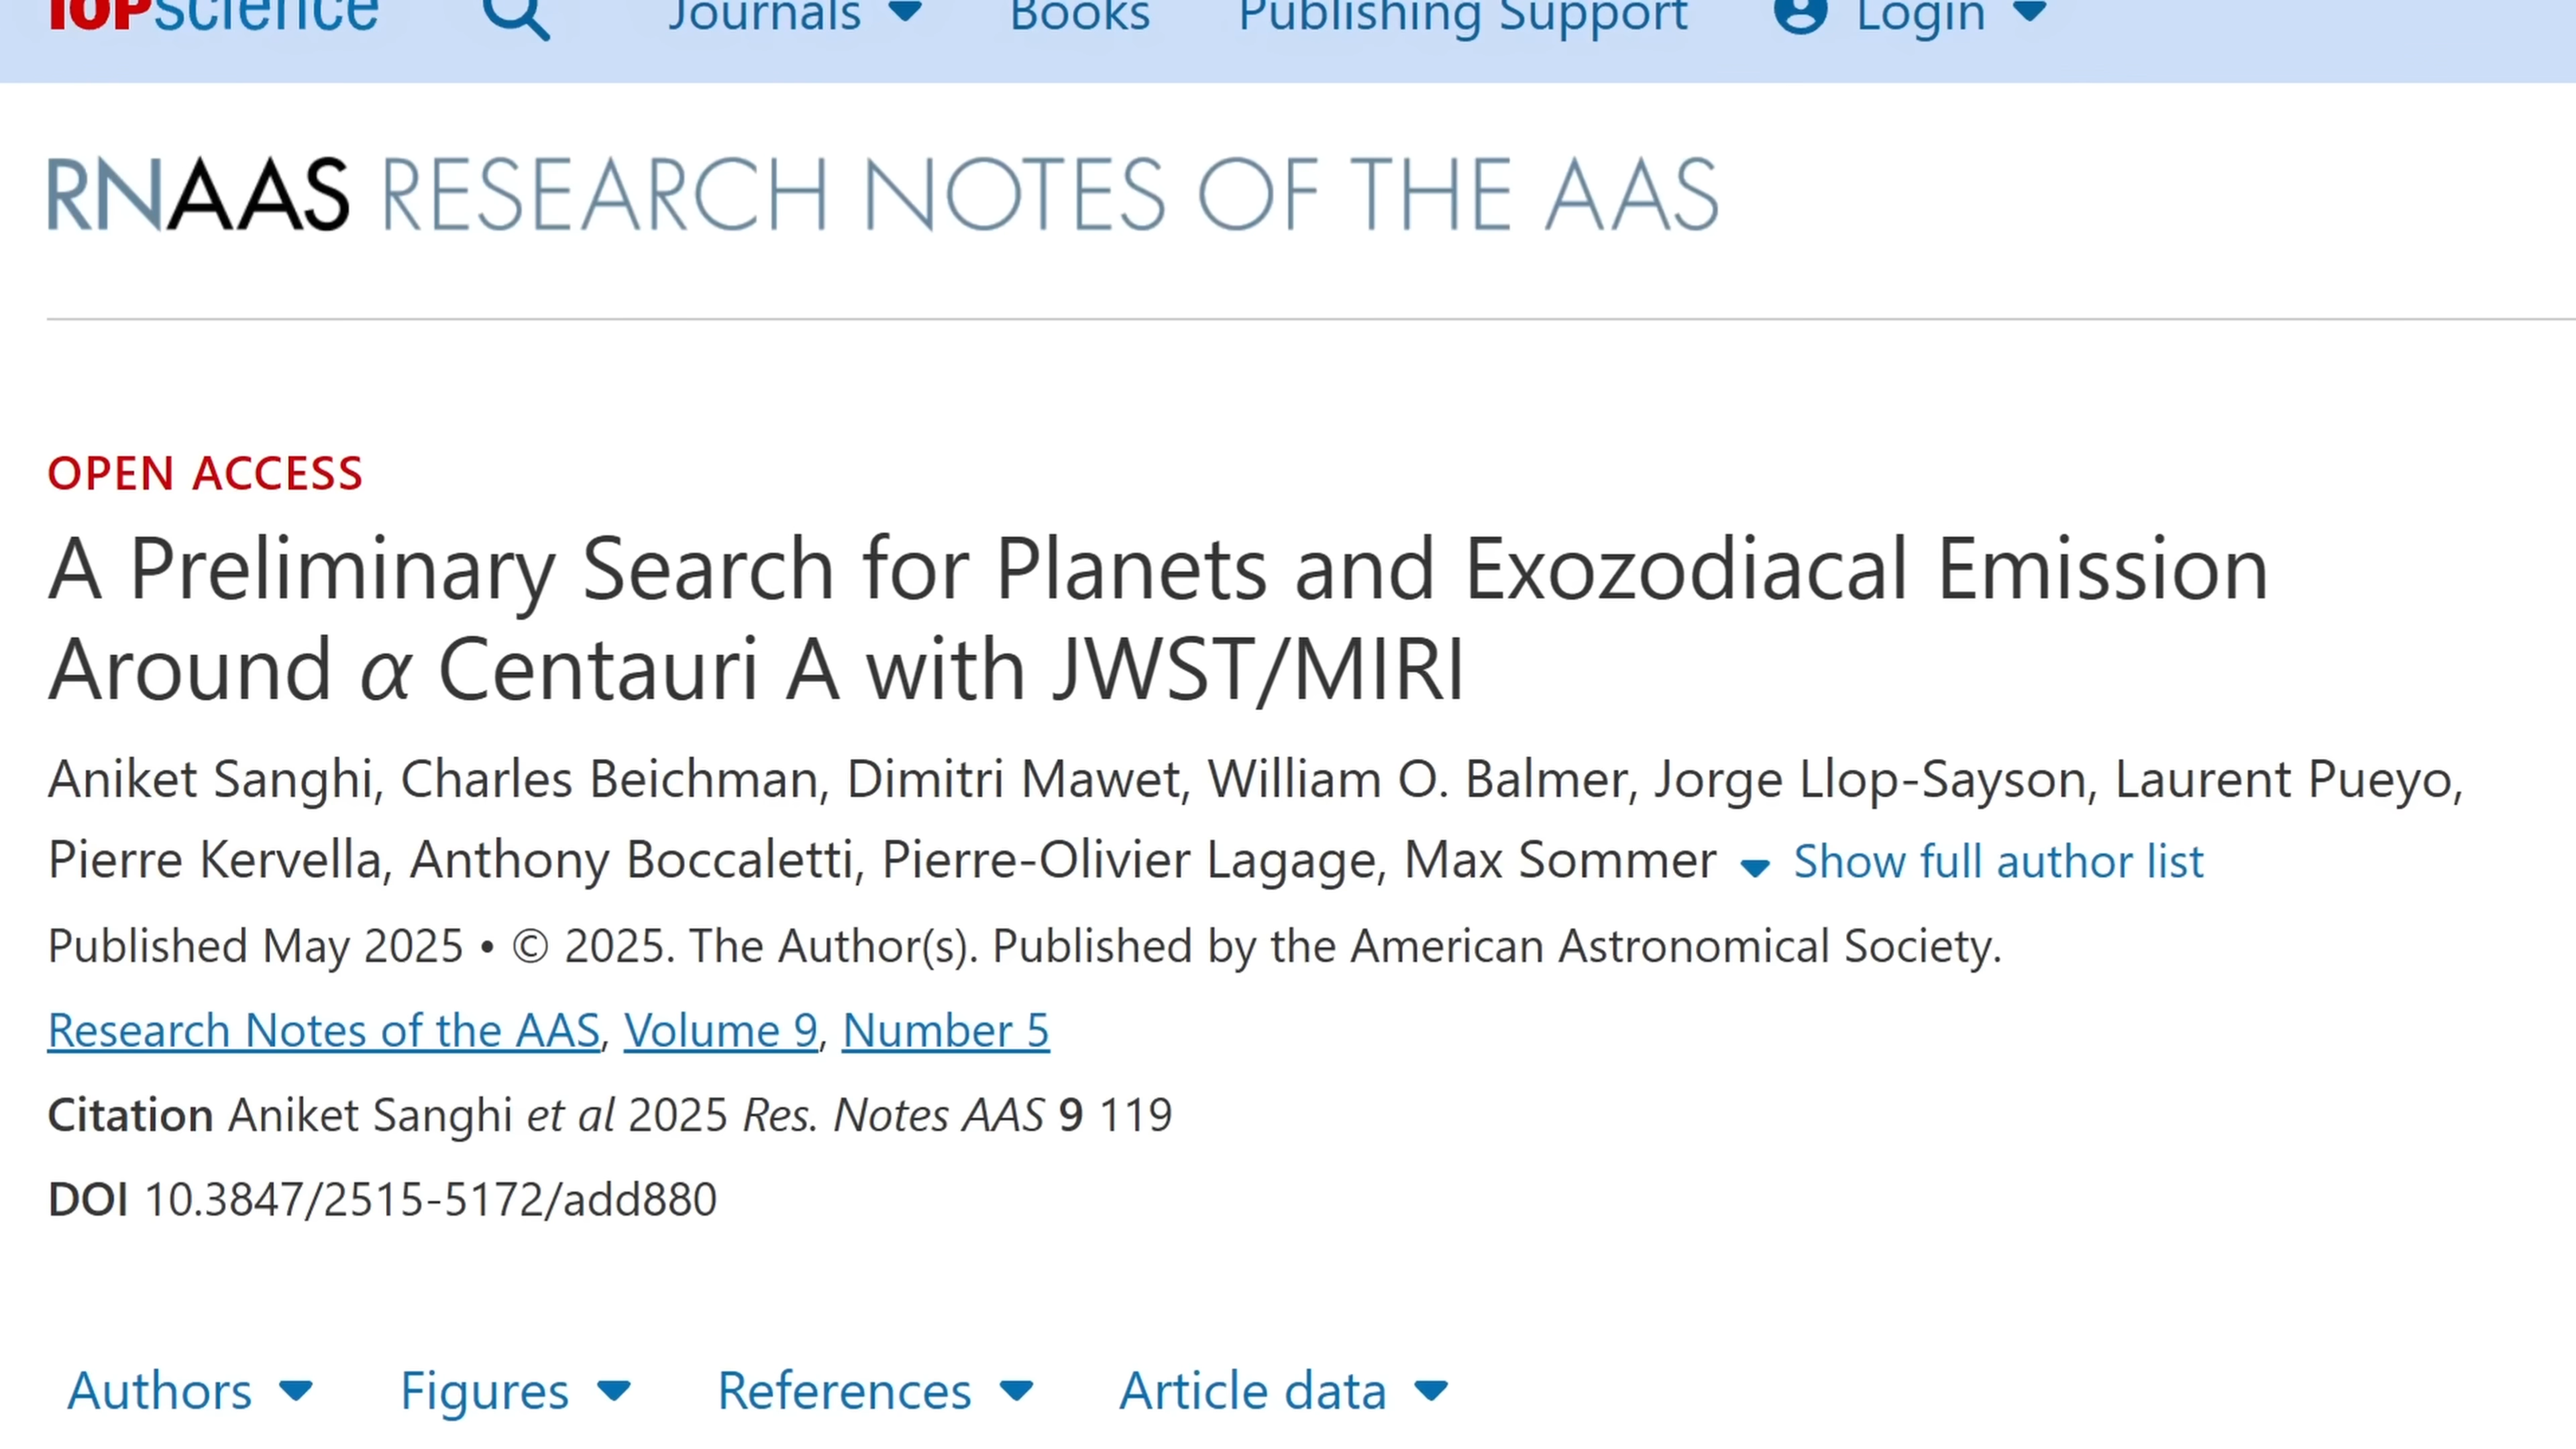 IOPscience Journals Books Publishing Support Login
RNAAS RESEARCH NOTES OF THE AAS
OPEN ACCESS
A Preliminary Search for Planets and Exozodiacal Emission
Around α Centauri A with JWST/MIRI
Aniket Sanghi, Charles Beichman, Dimitri Mawet, William O. Balmer, Jorge Llop-Sayson, Laurent Pueyo,
Pierre Kervella, Anthony Boccaletti, Pierre-Olivier Lagage, Max Sommer Show full author list
Published May 2025 • © 2025. The Author(s). Published by the American Astronomical Society.
Research Notes of the AAS, Volume 9, Number 5
Citation Aniket Sanghi et al 2025 Res. Notes AAS 9 119
DOI 10.3847/2515-5172/add880
Authors Figures References Article data